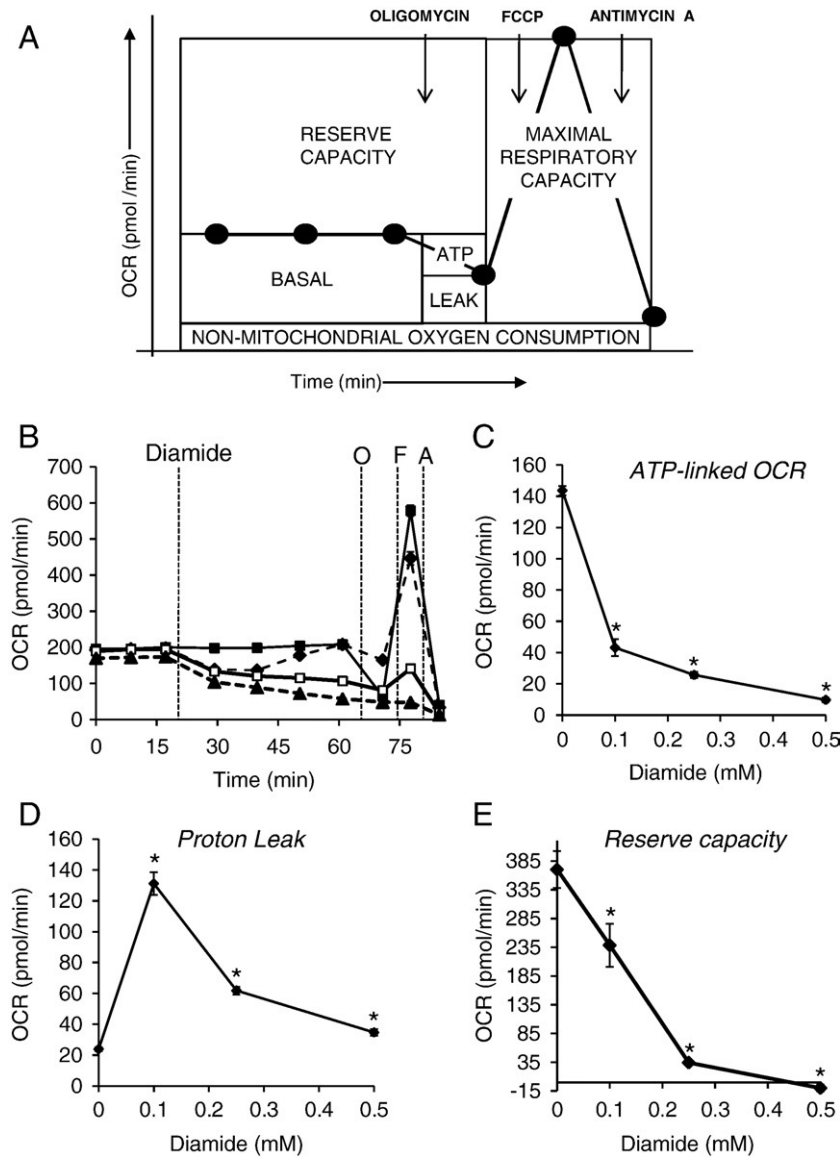 A
OLIGOMYCIN FCCP ANTIMYCIN A
OCR (pmol /min)
RESERVE
CAPACITY
MAXIMAL
RESPIRATORY
CAPACITY
ATP
BASAL
LEAK
NON-MITOCHONDRIAL OXYGEN CONSUMPTION
Time (min)
B
Diamide O F A
OCR (pmol/min)
700
600
500
400
300
200
100
0
0 15 30 45 60 75
Time (min)
C
ATP-linked OCR
OCR (pmol/min)
160
140
120
100
80
60
40
20
0
*
*
*
0 0.1 0.2 0.3 0.4 0.5
Diamide (mM)
D
Proton Leak
OCR (pmol/min)
160
140
120
100
80
60
40
20
0
*
*
*
0 0.1 0.2 0.3 0.4 0.5
Diamide (mM)
E
Reserve capacity
OCR (pmol/min)
385
335
285
235
185
135
85
35
-15
*
*
*
0 0.1 0.2 0.3 0.4 0.5
Diamide (mM)